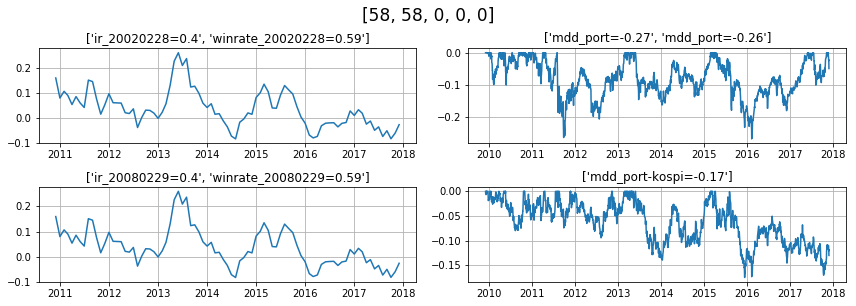 [58, 58, 0, 0, 0]
['ir_20020228=0.4', 'winrate_20020228=0.59']
0.2
0.1
0.0
−0.1
2011 2012 2013 2014 2015 2016 2017 2018
['mdd_port=-0.27', 'mdd_port=-0.26']
0.0
−0.1
−0.2
2010 2011 2012 2013 2014 2015 2016 2017 2018
['ir_20080229=0.4', 'winrate_20080229=0.59']
0.2
0.1
0.0
−0.1
2011 2012 2013 2014 2015 2016 2017 2018
['mdd_port-kospi=-0.17']
0.00
−0.05
−0.10
−0.15
2010 2011 2012 2013 2014 2015 2016 2017 2018